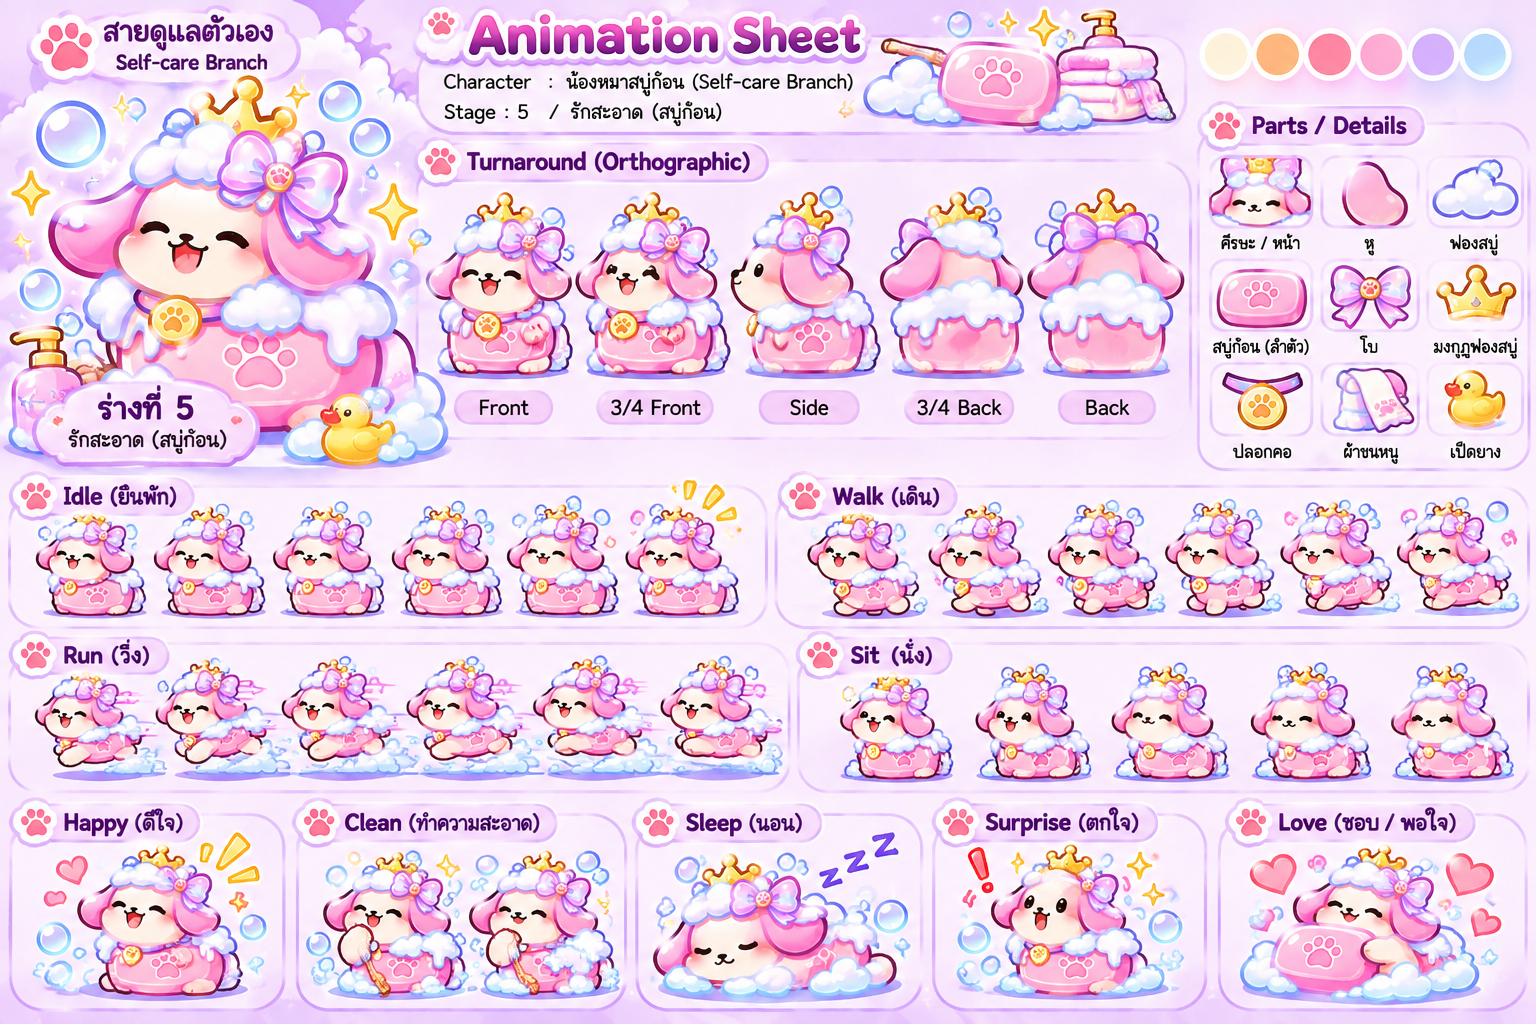 สายดูแลตัวเอง
Self-care Branch
Animation Sheet
Character : น้องหมาสบู่ก้อน (Self-care Branch)
Stage : 5 / รักสะอาด (สบู่ก้อน)
ร่างที่ 5
รักสะอาด (สบู่ก้อน)
Turnaround (Orthographic)
Front
3/4 Front
Side
3/4 Back
Back
Parts / Details
ศีรษะ / หน้า
หู
ฟองสบู่
สบู่ก้อน (ลำตัว)
โบ
มงกุฎฟองสบู่
ปลอกคอ
ผ้าขนหนู
เป็ดยาง
Idle (ยืนพัก)
Walk (เดิน)
Run (วิ่ง)
Sit (นั่ง)
Happy (ดีใจ)
Clean (ทำความสะอาด)
Sleep (นอน)
z z z
Surprise (ตกใจ)
!
Love (ชอบ / พอใจ)